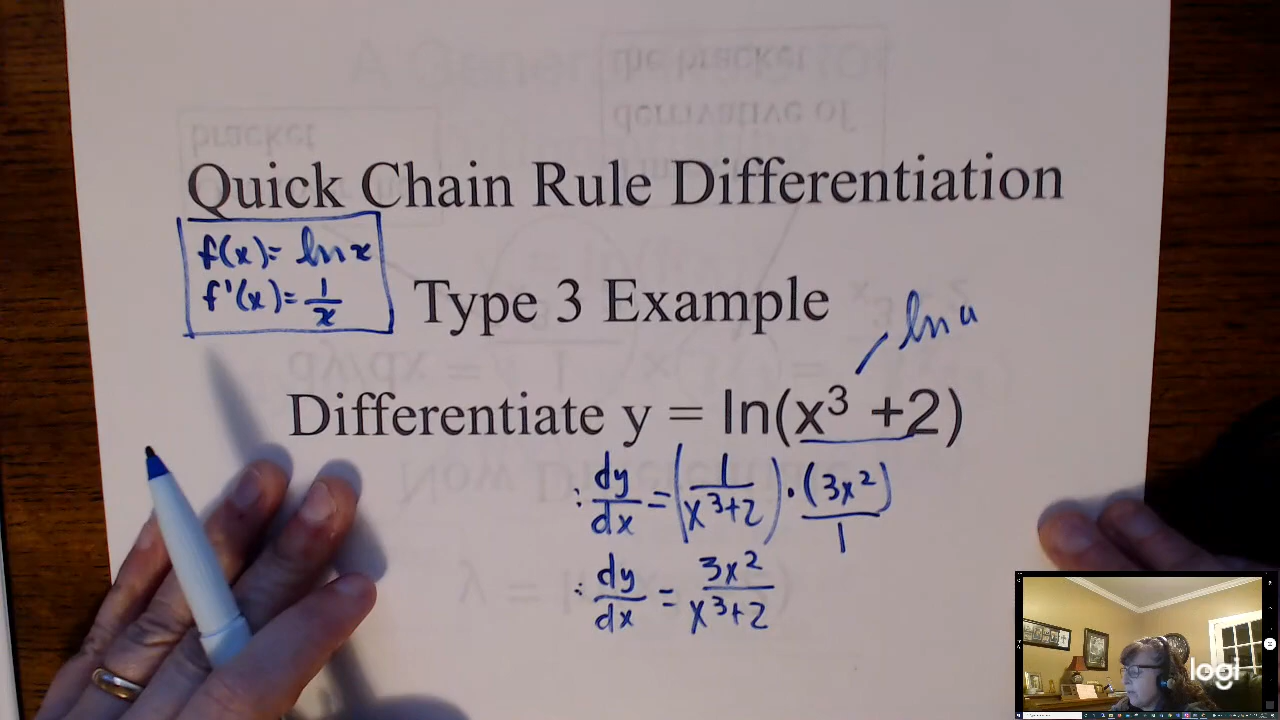 Quick Chain Rule Differentiation
f(x)= ln x
f'(x)= 1/x
Type 3 Example
ln u
Differentiate y = ln(x³ +2)
: dy/dx = (1/(x³+2)) · (3x²)/1
: dy/dx = 3x²/(x³+2)
logi